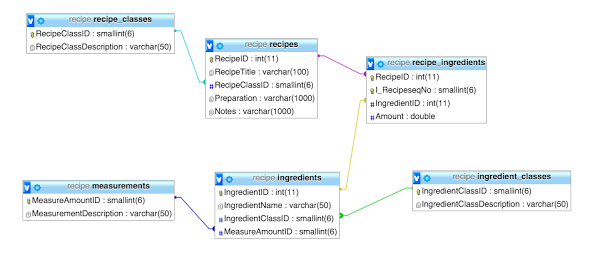 recipe recipe_classes
RecipeClassID : smallint(6)
RecipeClassDescription : varchar(50)
recipe recipes
RecipeID : int(11)
RecipeTitle : varchar(100)
RecipeClassID : smallint(6)
Preparation : varchar(1000)
Notes : varchar(1000)
recipe recipe_ingredients
RecipeID : int(11)
I_RecipeseqNo : smallint(6)
IngredientID : int(11)
Amount : double
recipe measurements
MeasureAmountID : smallint(6)
MeasurementDescription : varchar(50)
recipe ingredients
IngredientID : int(11)
IngredientName : varchar(50)
IngredientClassID : smallint(6)
MeasureAmountID : smallint(6)
recipe ingredient_classes
IngredientClassID : smallint(6)
IngredientClassDescription : varchar(50)